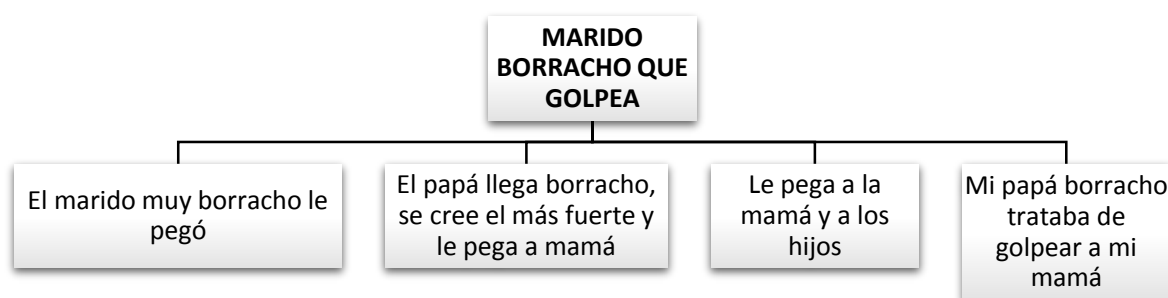 MARIDO
BORRACHO QUE
GOLPEA
El marido muy borracho le
pegó
El papá llega borracho,
se cree el más fuerte y
le pega a mamá
Le pega a la
mamá y a los
hijos
Mi papá borracho
trataba de
golpear a mi
mamá